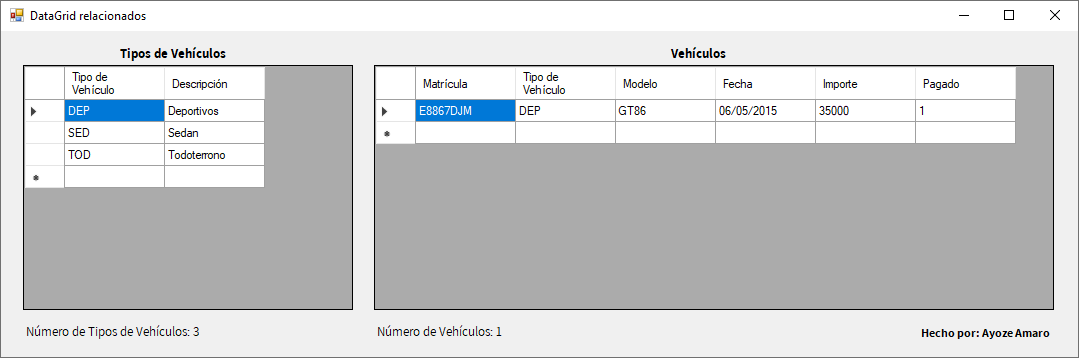 DataGrid relacionados
Tipos de Vehículos
Tipo de Vehículo Descripción
DEP Deportivos
SED Sedan
TOD Todoterrono
Número de Tipos de Vehículos: 3
Vehículos
Matrícula Tipo de Vehículo Modelo Fecha Importe Pagado
E8867DJM DEP GT86 06/05/2015 35000 1
Número de Vehículos: 1
Hecho por: Ayoze Amaro